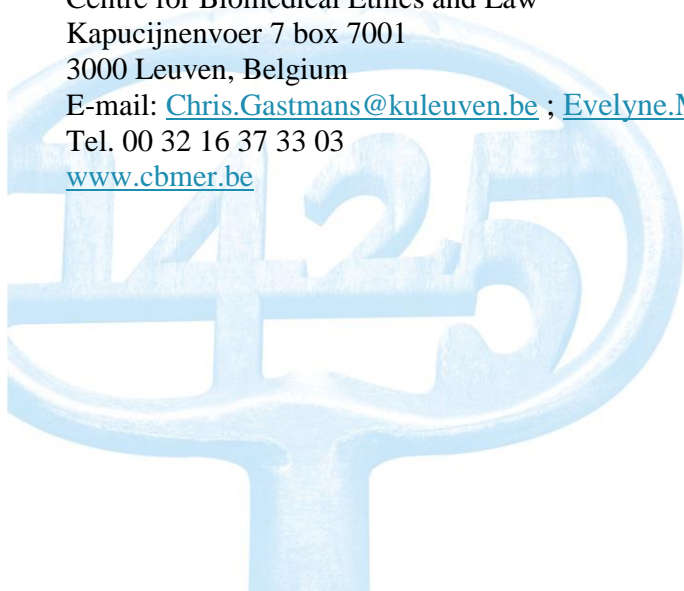 Centre for Biomedical Ethics and Law
Kapucijnenvoer 7 box 7001
3000 Leuven, Belgium
E-mail: Chris.Gastmans@kuleuven.be ; Evelyne.
Tel. 00 32 16 37 33 03
www.cbmer.be
1425